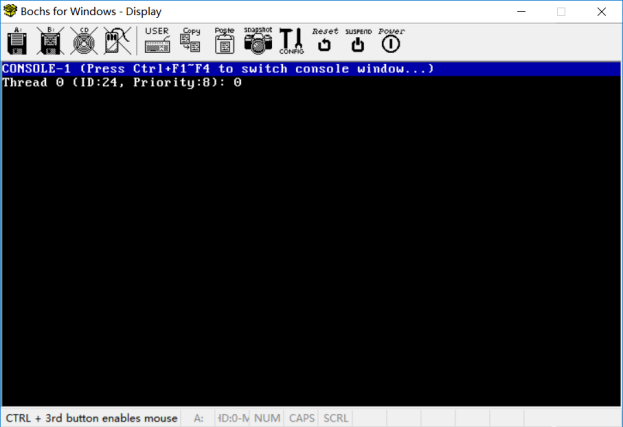 Bochs for Windows - Display
A: B: CD USER Copy Paste snapshot CONFIG Reset SUSPEND Power
CONSOLE-1 (Press Ctrl+F1~F4 to switch console window...)
Thread 0 (ID:24, Priority:8): 0
CTRL + 3rd button enables mouse A: HD:0-M NUM CAPS SCRL